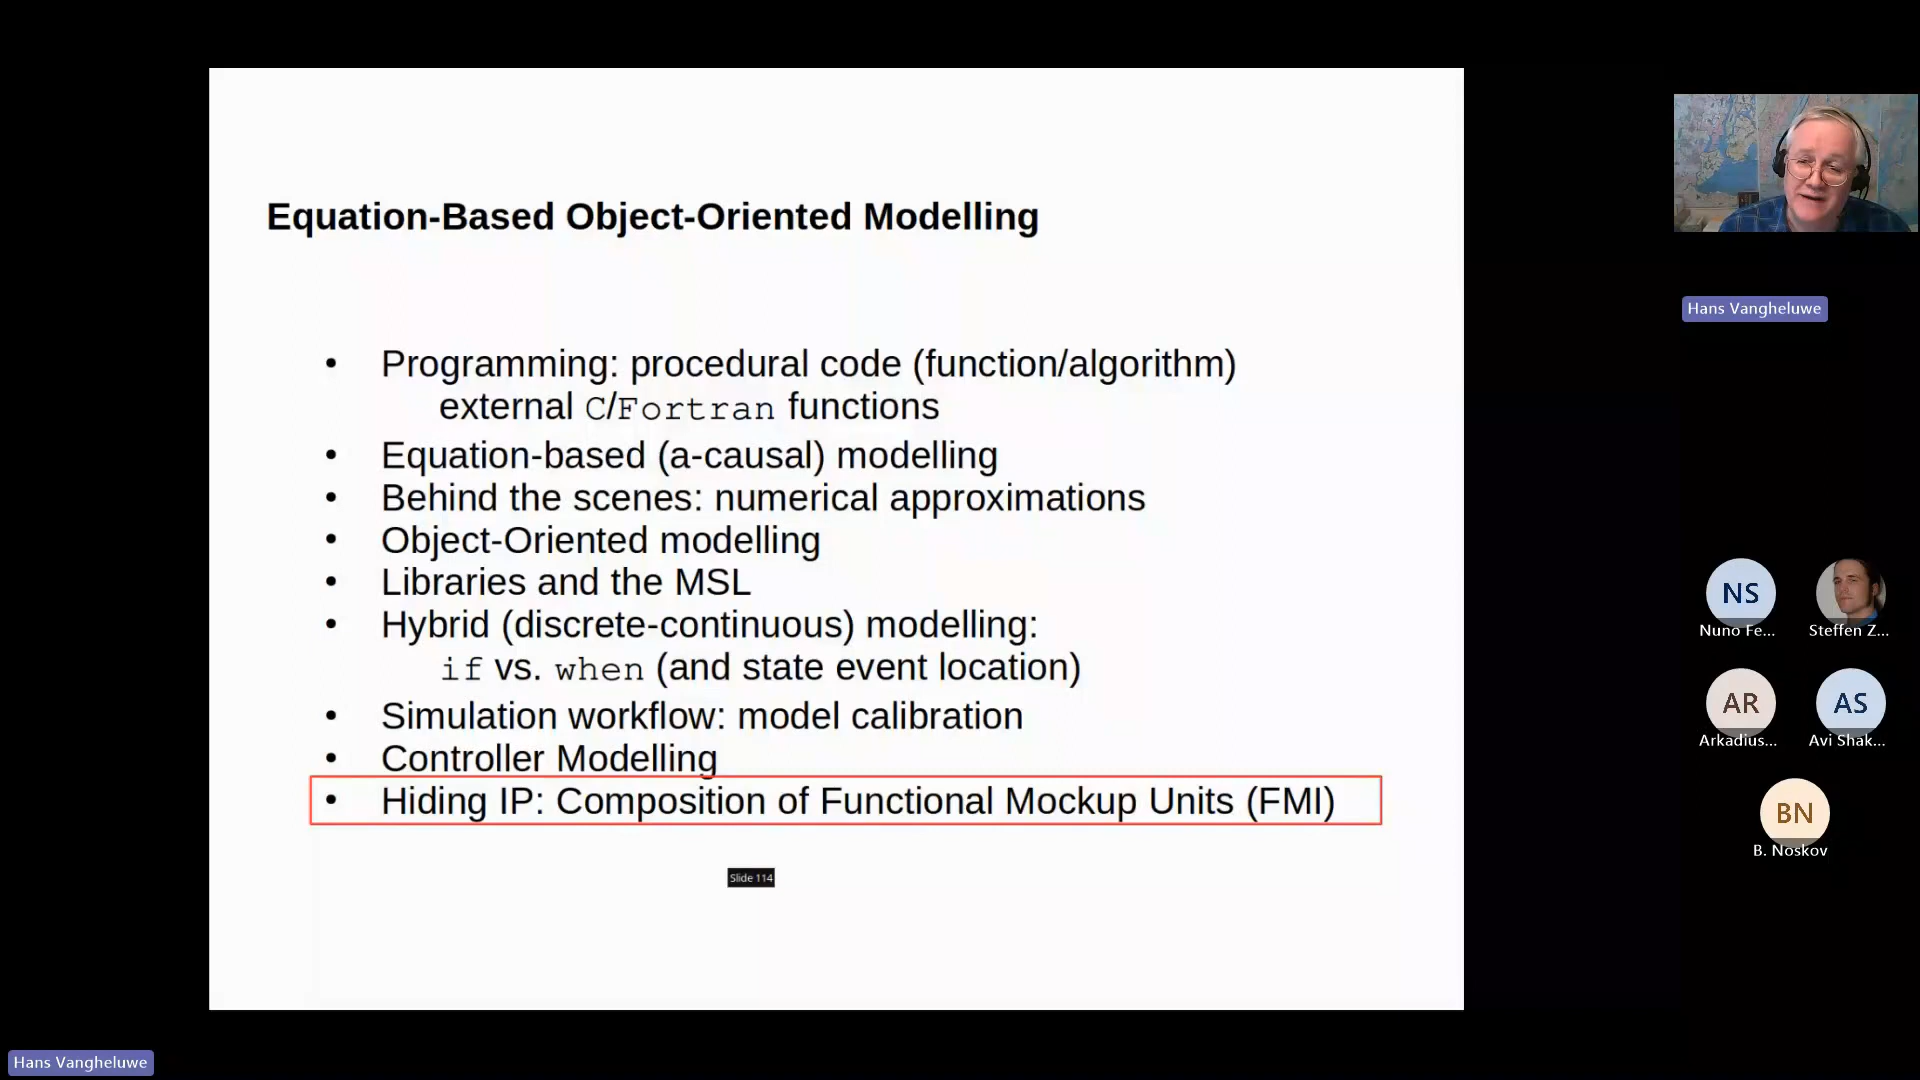 Equation-Based Object-Oriented Modelling
• Programming: procedural code (function/algorithm)
external C/Fortran functions
• Equation-based (a-causal) modelling
• Behind the scenes: numerical approximations
• Object-Oriented modelling
• Libraries and the MSL
• Hybrid (discrete-continuous) modelling:
if vs. when (and state event location)
• Simulation workflow: model calibration
• Controller Modelling
• Hiding IP: Composition of Functional Mockup Units (FMI)
Slide 114
Hans Vangheluwe
Hans Vangheluwe
NS
Nuno Fe...
Steffen Z...
AR
Arkadius...
AS
Avi Shak...
BN
B. Noskov